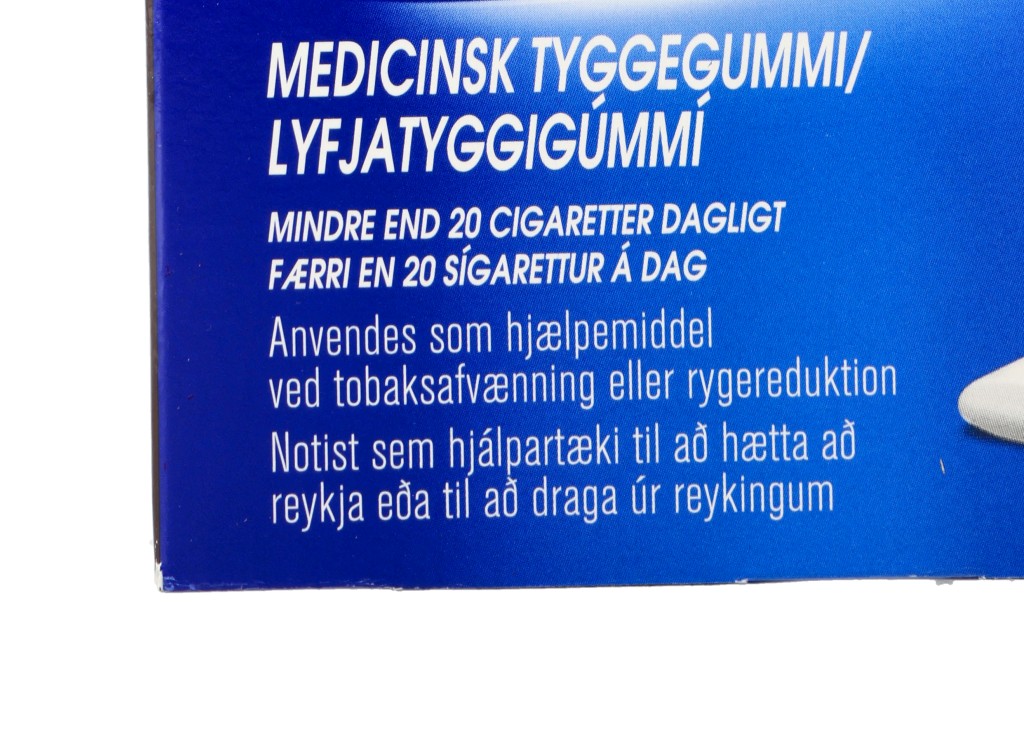 MEDICINSK TYGGEGUMMI/
LYFJATYGGIGÚMMÍ
MINDRE END 20 CIGARETTER DAGLIGT
FÆRRI EN 20 SÍGARETTUR Á DAG
Anvendes som hjælpemiddel
ved tobaksafvænning eller rygereduktion
Notist sem hjálpartæki til að hætta að
reykja eða til að draga úr reykingum